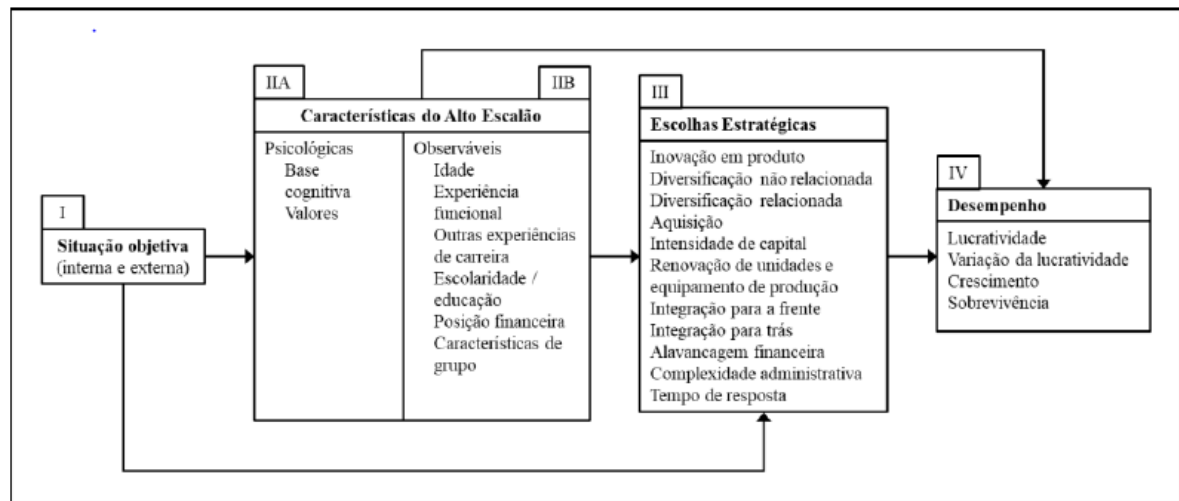 I
Situação objetiva
(interna e externa)
IIA
IIB
Características do Alto Escalão
Psicológicas
Base
cognitiva
Valores
Observáveis
Idade
Experiência
funcional
Outras experiências
de carreira
Escolaridade /
educação
Posição financeira
Características de
grupo
III
Escolhas Estratégicas
Inovação em produto
Diversificação não relacionada
Diversificação relacionada
Aquisição
Intensidade de capital
Renovação de unidades e
equipamento de produção
Integração para a frente
Integração para trás
Alavancagem financeira
Complexidade administrativa
Tempo de resposta
IV
Desempenho
Lucratividade
Variação da lucratividade
Crescimento
Sobrevivência